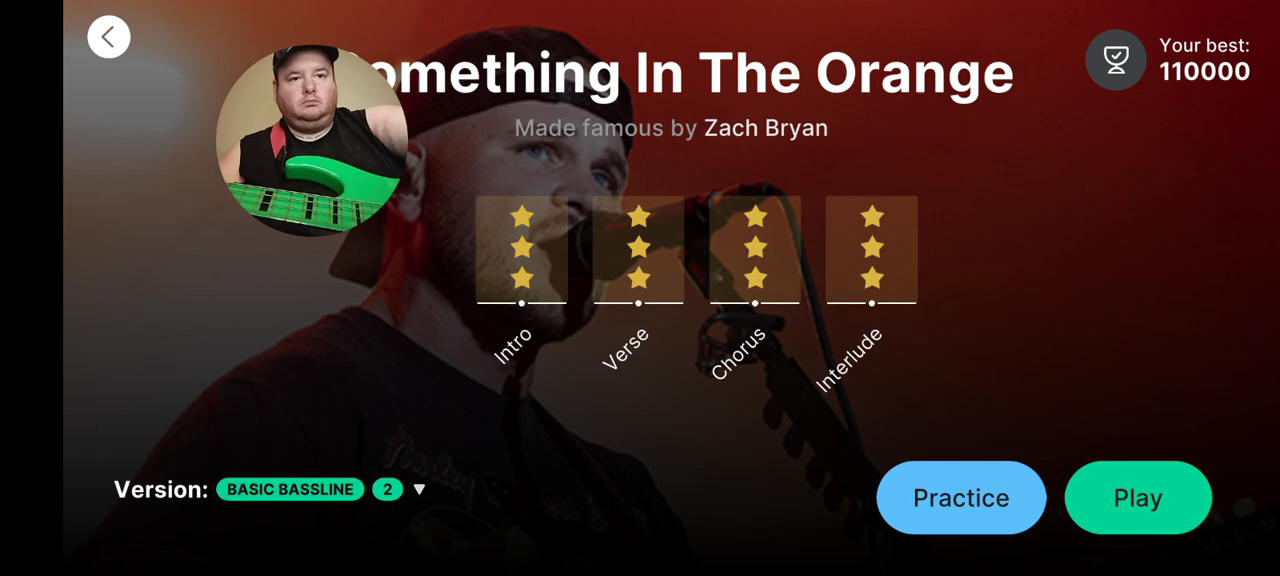 omething In The Orange
Made famous by Zach Bryan
Your best:
110000
Intro
Verse
Chorus
Interlude
Version: BASIC BASSLINE 2
Practice
Play